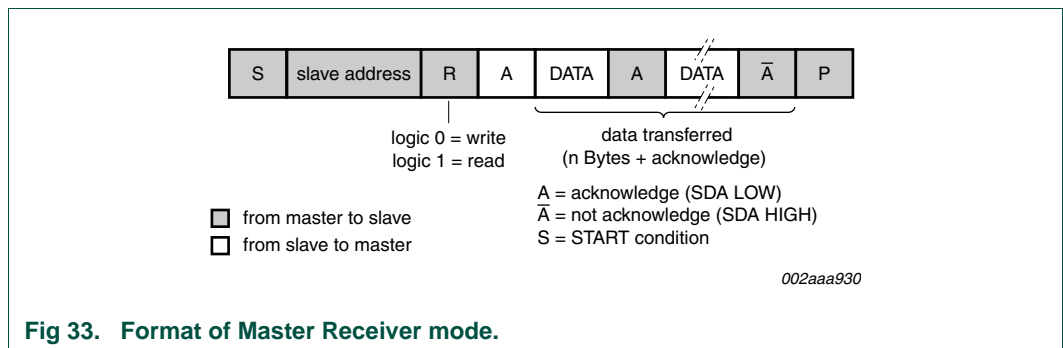 S slave address R A DATA A DATA A̅ P
logic 0 = write
logic 1 = read
data transferred
(n Bytes + acknowledge)
A = acknowledge (SDA LOW)
A̅ = not acknowledge (SDA HIGH)
S = START condition
from master to slave
from slave to master
002aaa930
Fig 33. Format of Master Receiver mode.